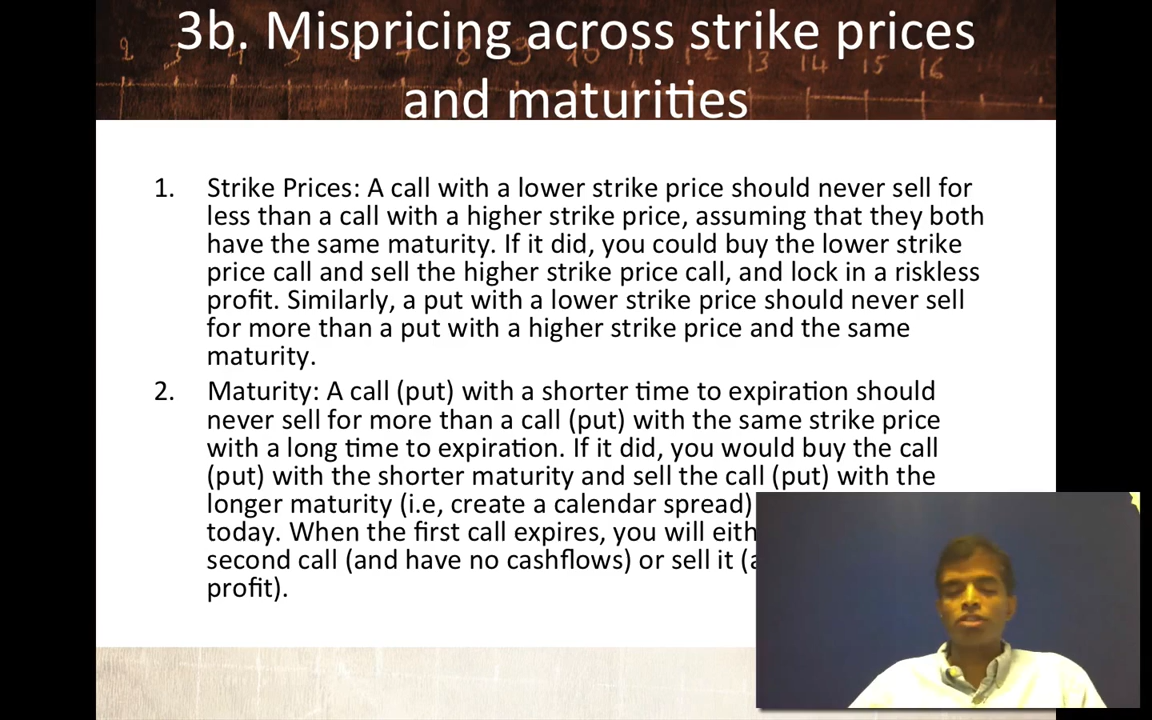 3b. Mispricing across strike prices
and maturities
1. Strike Prices: A call with a lower strike price should never sell for
less than a call with a higher strike price, assuming that they both
have the same maturity. If it did, you could buy the lower strike
price call and sell the higher strike price call, and lock in a riskless
profit. Similarly, a put with a lower strike price should never sell
for more than a put with a higher strike price and the same
maturity.
2. Maturity: A call (put) with a shorter time to expiration should
never sell for more than a call (put) with the same strike price
with a long time to expiration. If it did, you would buy the call
(put) with the shorter maturity and sell the call (put) with the
longer maturity (i.e, create a calendar spread)
today. When the first call expires, you will eith
second call (and have no cashflows) or sell it (a
profit).